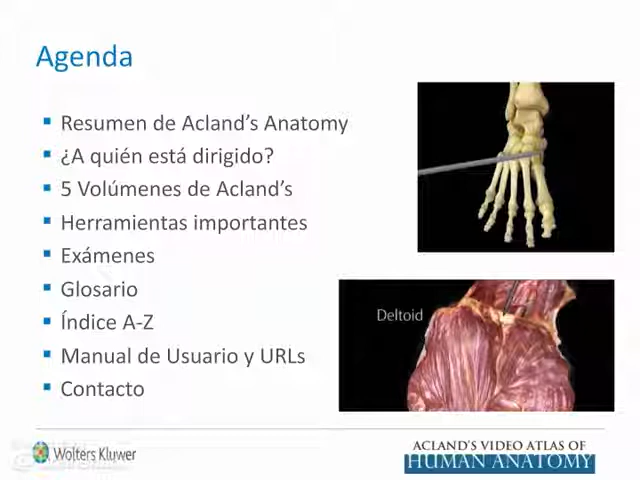 Agenda
Resumen de Acland's Anatomy
¿A quién está dirigido?
5 Volúmenes de Acland's
Herramientas importantes
Exámenes
Glosario
Índice A-Z
Manual de Usuario y URLs
Contacto
Deltoid
Wolters Kluwer
ACLAND'S VIDEO ATLAS OF
HUMAN ANATOMY